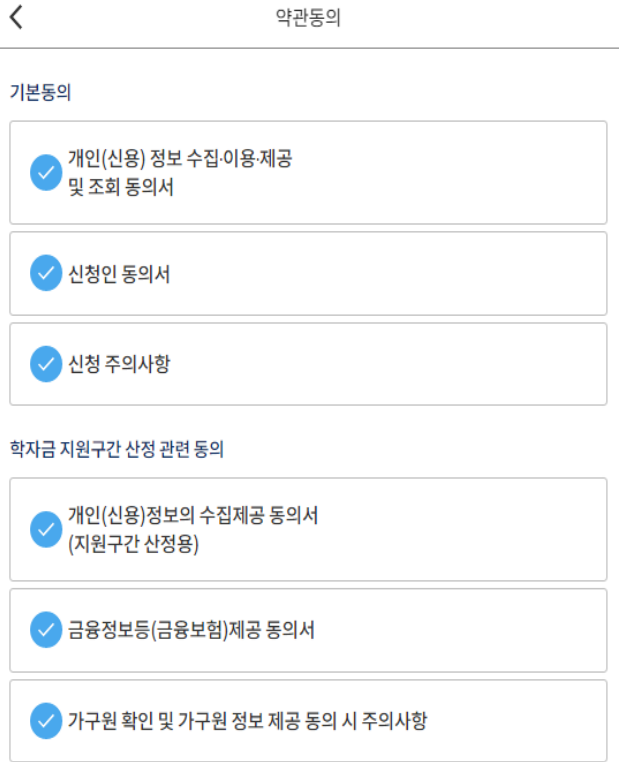 약관동의
기본동의
개인(신용) 정보 수집·이용·제공
및 조회 동의서
신청인 동의서
신청 주의사항
학자금 지원구간 산정 관련 동의
개인(신용)정보의 수집제공 동의서
(지원구간 산정용)
금융정보등(금융보험)제공 동의서
가구원 확인 및 가구원 정보 제공 동의 시 주의사항